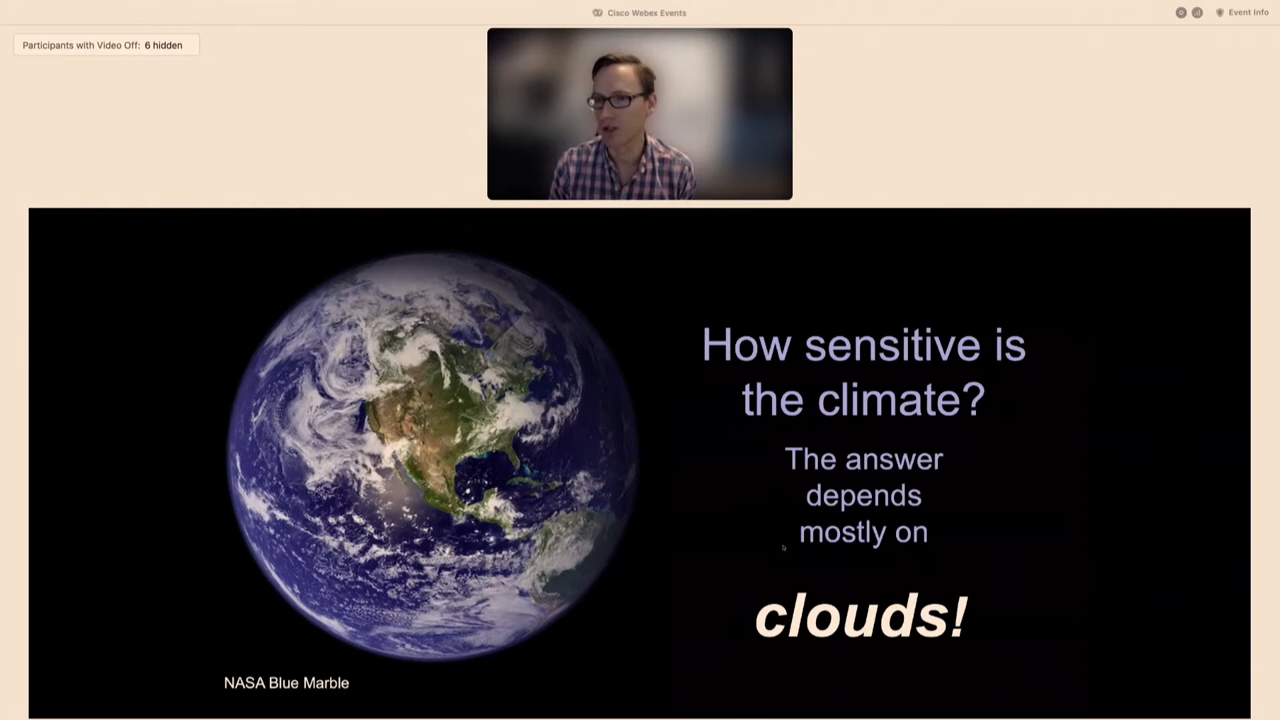 Cisco Webex Events
Event Info
Participants with Video Off: 6 hidden
How sensitive is
the climate?
The answer
depends
mostly on
clouds!
NASA Blue Marble